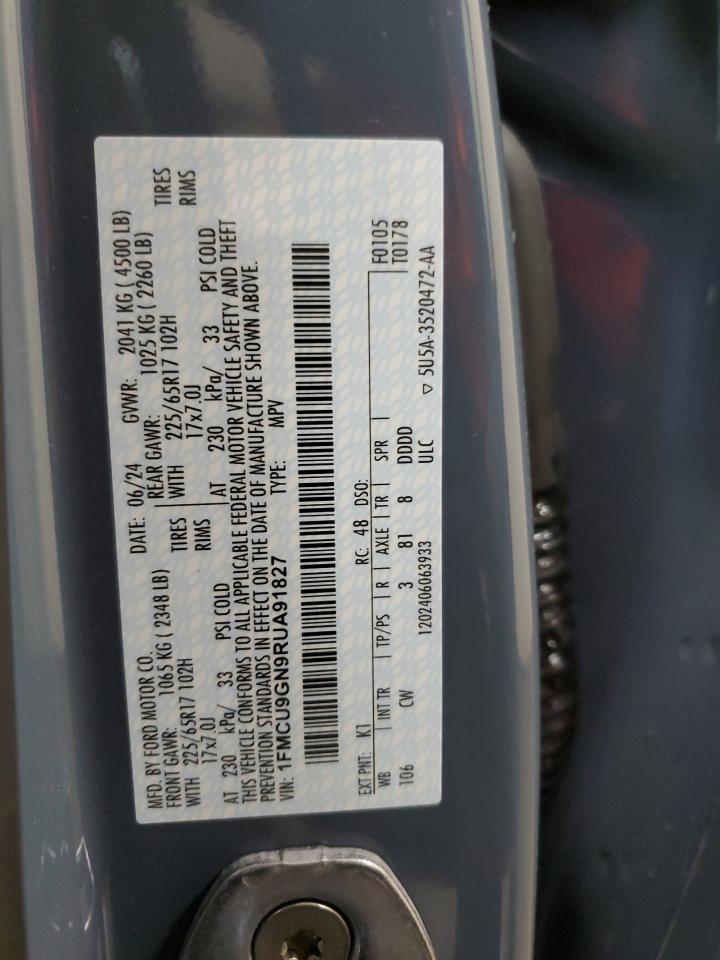 MFD. BY FORD MOTOR CO. DATE: 06/24 GVWR: 2041 KG ( 4500 LB)
FRONT GAWR: 1065 KG ( 2348 LB) REAR GAWR: 1025 KG ( 2260 LB)
WITH 225/65R17 102H TIRES WITH 225/65R17 102H TIRES
17x7.0J RIMS 17x7.0J RIMS
AT 230 kPa/ 33 PSI COLD AT 230 kPa/ 33 PSI COLD
THIS VEHICLE CONFORMS TO ALL APPLICABLE FEDERAL MOTOR VEHICLE SAFETY AND THEFT
PREVENTION STANDARDS IN EFFECT ON THE DATE OF MANUFACTURE SHOWN ABOVE.
VIN: 1FMCU9GN9RUA91827 TYPE: MPV
EXT PNT: K1 RC: 48 DSO: F0105
WB INT TR TP/PS R AXLE TR SPR T0178
106 CW 3 81 8 DDDD
1202406063933 ULC ▽ 5U5A-3520472-AA